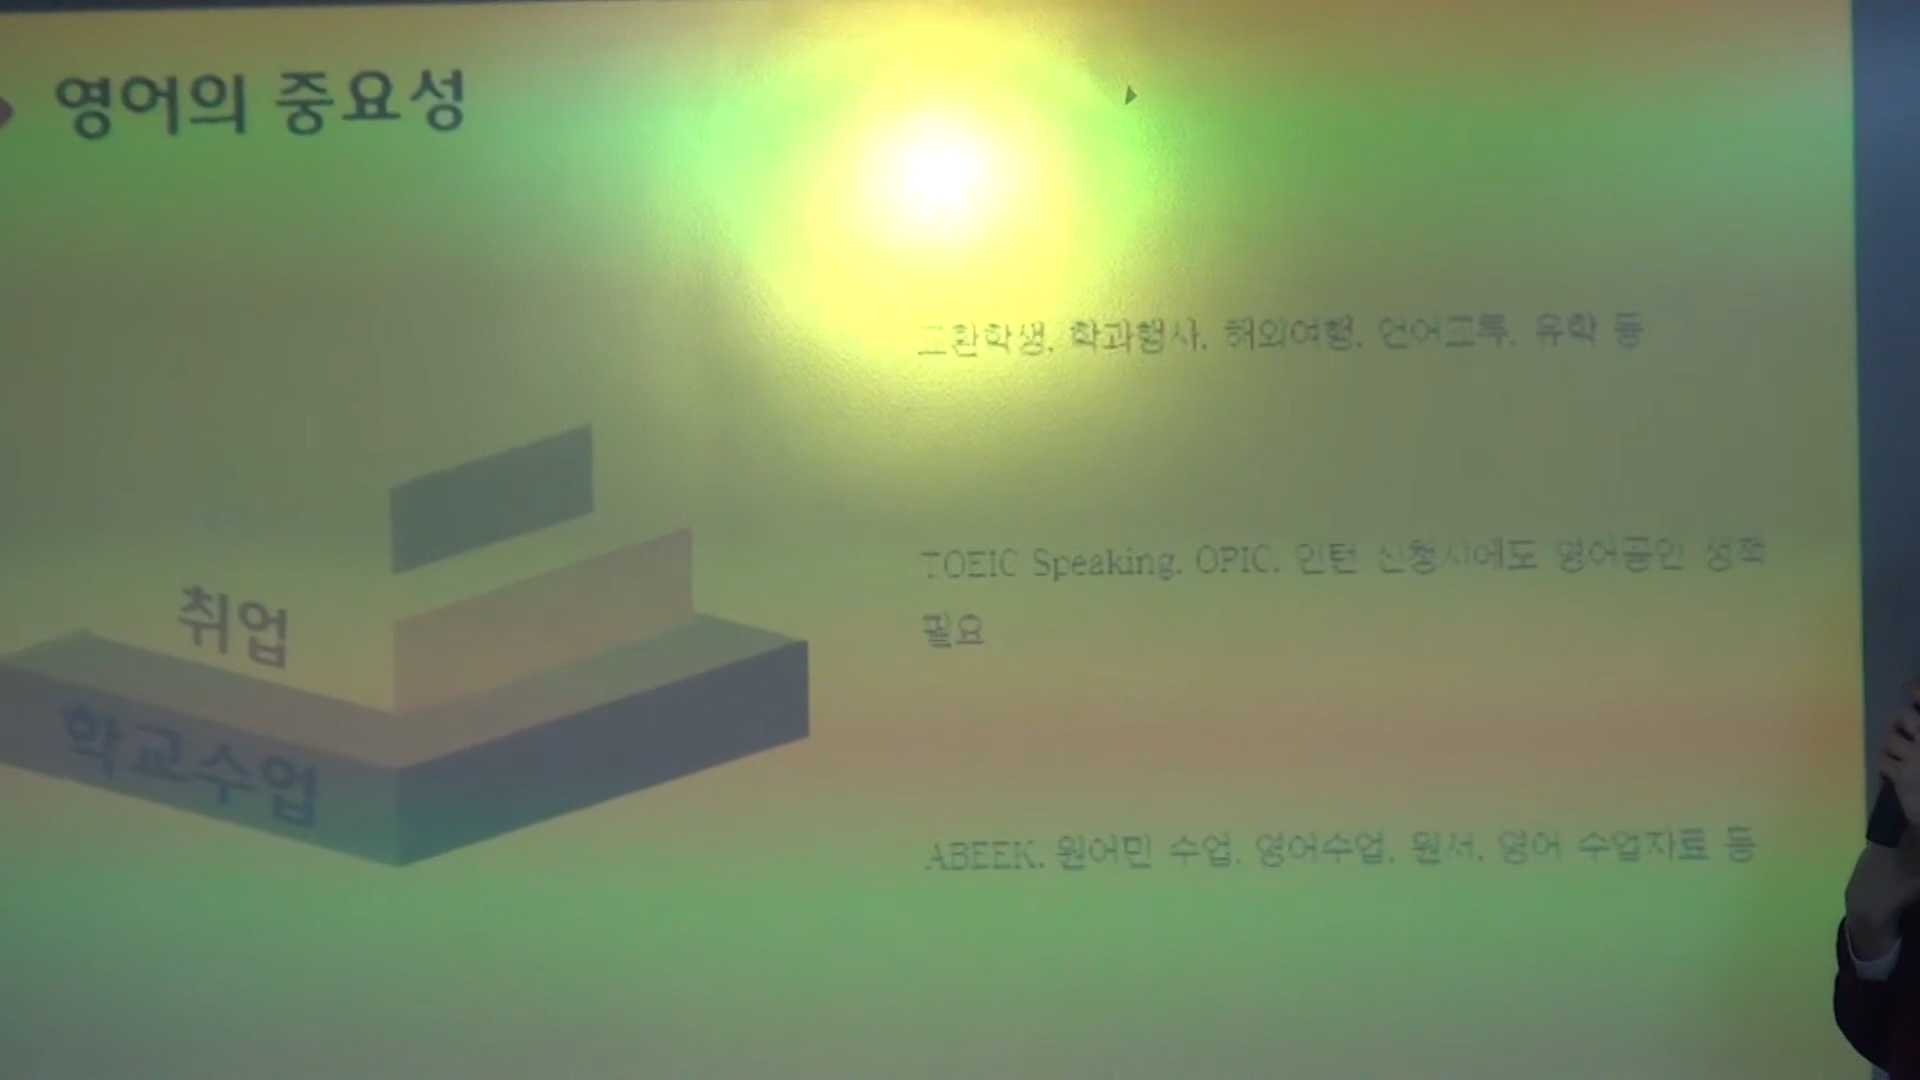 영어의 중요성
교환학생, 학과행사, 해외여행, 언어고투, 유학 등
취업
TOEIC Speaking, OPIC, 인턴 신청시에도 영어공인 성적
필요
학교수업
ABEEK, 원어민 수업, 영어수업, 원서, 영어 수업자료 등